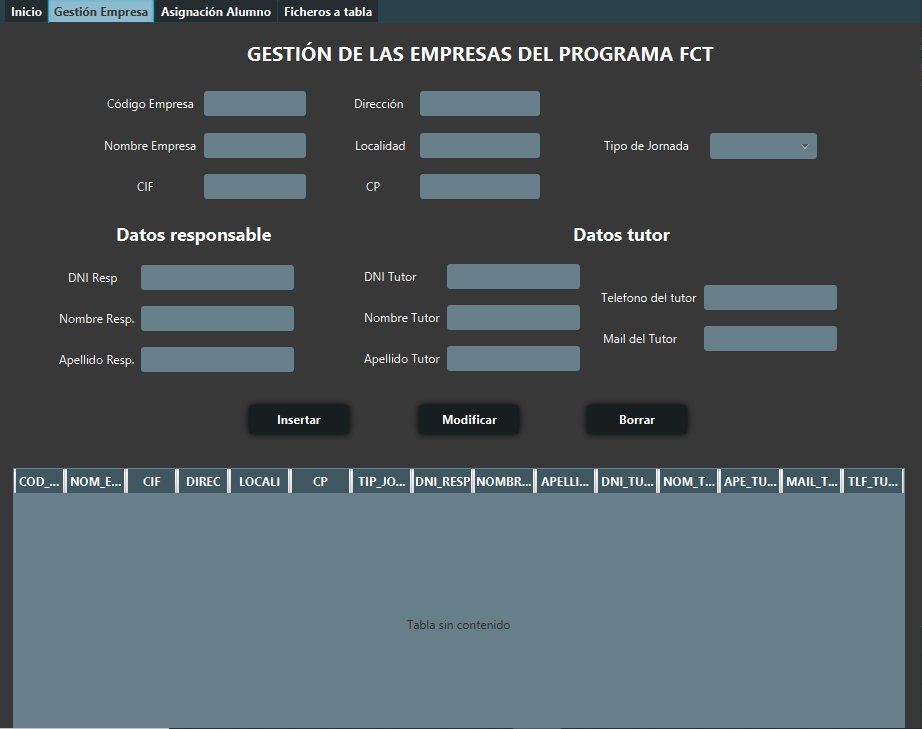 Inicio Gestión Empresa Asignación Alumno Ficheros a tabla
GESTIÓN DE LAS EMPRESAS DEL PROGRAMA FCT
Código Empresa Dirección
Nombre Empresa Localidad Tipo de Jornada
CIF CP
Datos responsable Datos tutor
DNI Resp DNI Tutor
Telefono del tutor
Nombre Resp. Nombre Tutor
Mail del Tutor
Apellido Resp. Apellido Tutor
Insertar Modificar Borrar
COD_... NOM_E... CIF DIREC LOCALI CP TIP_JO... DNI_RESP NOMBR... APELLI... DNI_TU... NOM_T... APE_TU... MAIL_T... TLF_TU...
Tabla sin contenido